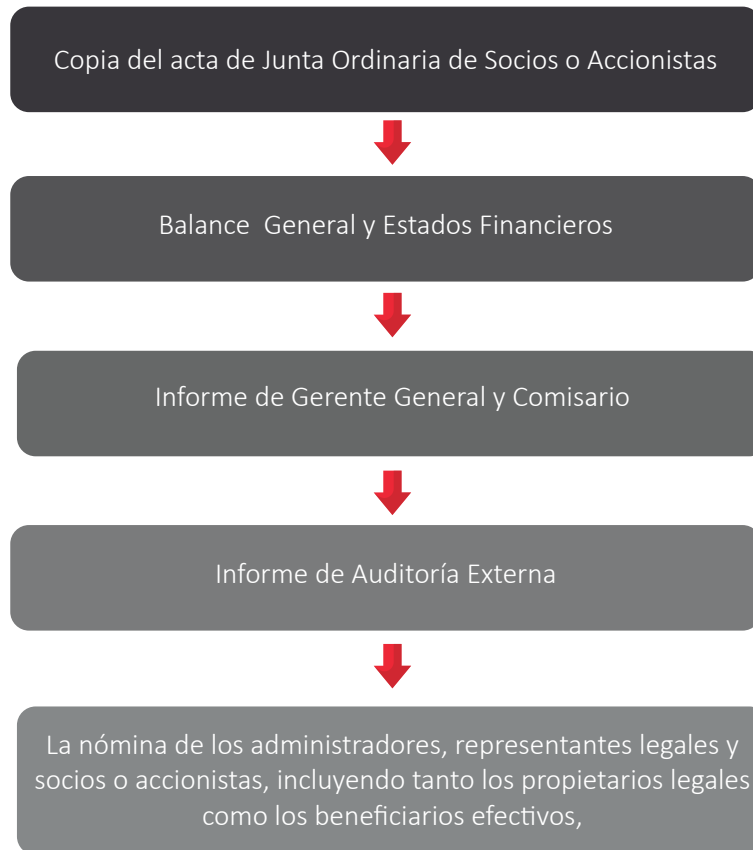 Copia del acta de Junta Ordinaria de Socios o Accionistas
Balance General y Estados Financieros
Informe de Gerente General y Comisario
Informe de Auditoría Externa
La nómina de los administradores, representantes legales y
socios o accionistas, incluyendo tanto los propietarios legales
como los beneficiarios efectivos,